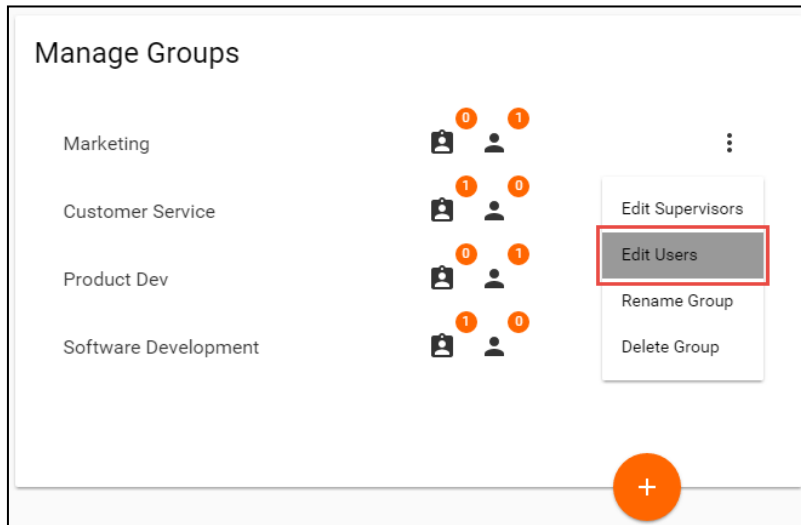 Manage Groups
0 1
Marketing
1 0
Customer Service
Edit Supervisors
0 1
Edit Users
Product Dev
Rename Group
1 0
Software Development
Delete Group
+